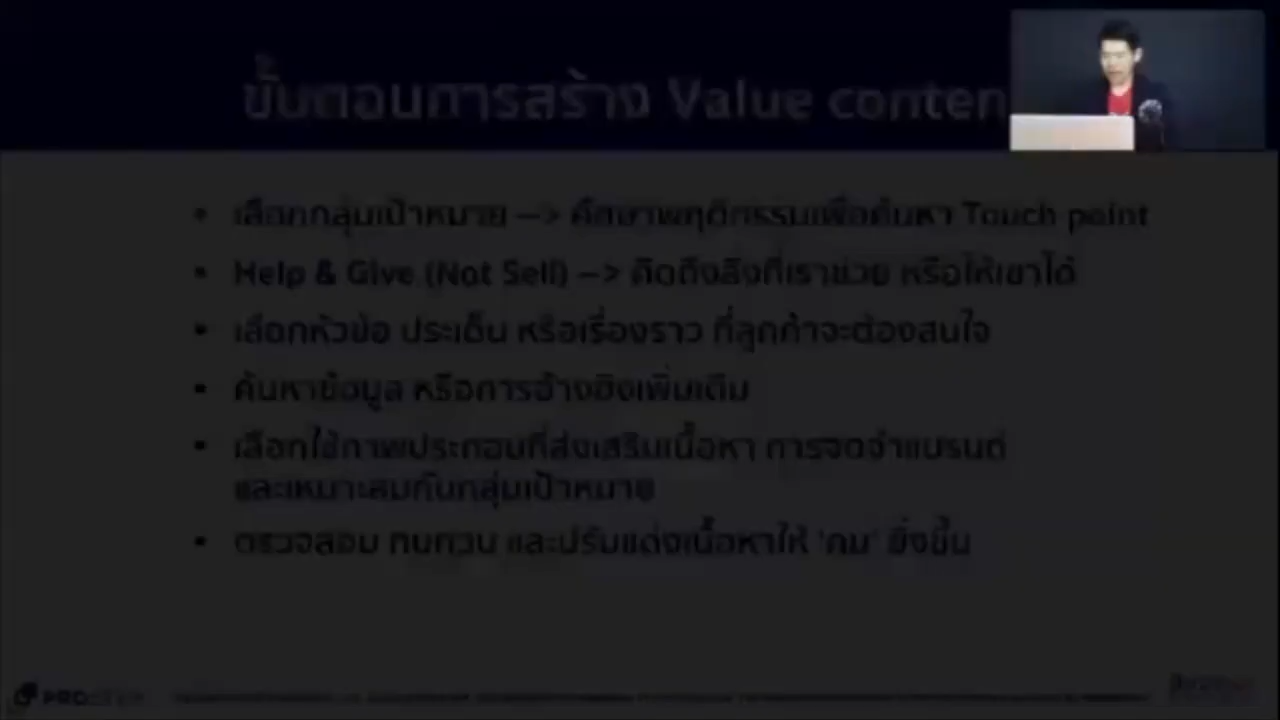 ขั้นตอนการสร้าง Value conten
• เลือกกลุ่มเป้าหมาย —> ศึกษาพฤติกรรมเพื่อค้นหา Touch point
• Help & Give (Not Sell) —> คิดถึงสิ่งที่เราช่วย หรือให้เขาได้
• เลือกหัวข้อ ประเด็น หรือเรื่องราว ที่ลูกค้าจะต้องสนใจ
• ค้นหาข้อมูล หรือการอ้างอิงเพิ่มเติม
• เลือกใช้ภาพประกอบที่ส่งเสริมเนื้อหา การจดจำแบรนด์
และเหมาะสมกับกลุ่มเป้าหมาย
• ตรวจสอบ ทบทวน และปรับแต่งเนื้อหาให้ 'คม' ยิ่งขึ้น